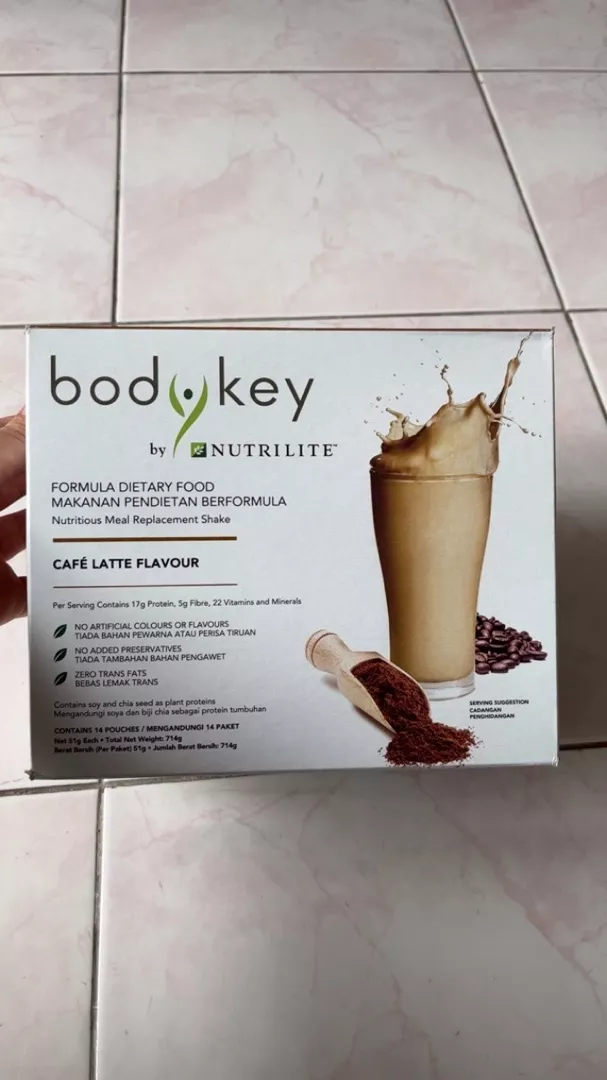 bodykey
by NUTRILITE™
FORMULA DIETARY FOOD
MAKANAN PENDIETAN BERFORMULA
Nutritious Meal Replacement Shake
CAFÉ LATTE FLAVOUR
Per Serving Contains 17g Protein, 5g Fibre, 22 Vitamins and Minerals
NO ARTIFICIAL COLOURS OR FLAVOURS
TIADA BAHAN PEWARNA ATAU PERISA TIRUAN
NO ADDED PRESERVATIVES
TIADA TAMBAHAN BAHAN PENGAWET
ZERO TRANS FATS
BEBAS LEMAK TRANS
Contains soy and chia seed as plant proteins
Mengandungi soya dan biji chia sebagai protein tumbuhan
CONTAINS 14 POUCHES / MENGANDUNGI 14 PAKET
Net 51g Each • Total Net Weight: 714g
Berat Bersih (Per Paket) 51g • Jumlah Berat Bersih: 714g
SERVING SUGGESTION
CADANGAN
PENGHIDANGAN